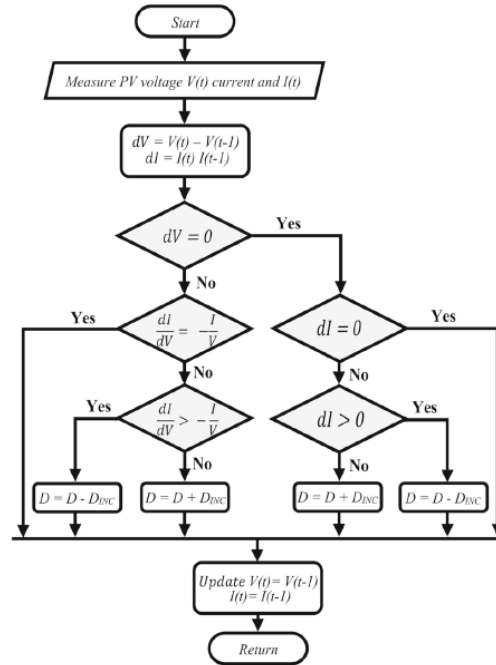 Start
Measure PV voltage V(t) current and I(t)
dV = V(t) – V(t-1)
dI = I(t) I(t-1)
dV = 0
Yes
No
Yes
dI/dV = - I/V
dI = 0
Yes
No
No
Yes
dI/dV > - I/V
dI > 0
Yes
No
No
D = D - DINC
D = D + DINC
D = D + DINC
D = D - DINC
Update V(t)= V(t-1)
I(t)= I(t-1)
Return